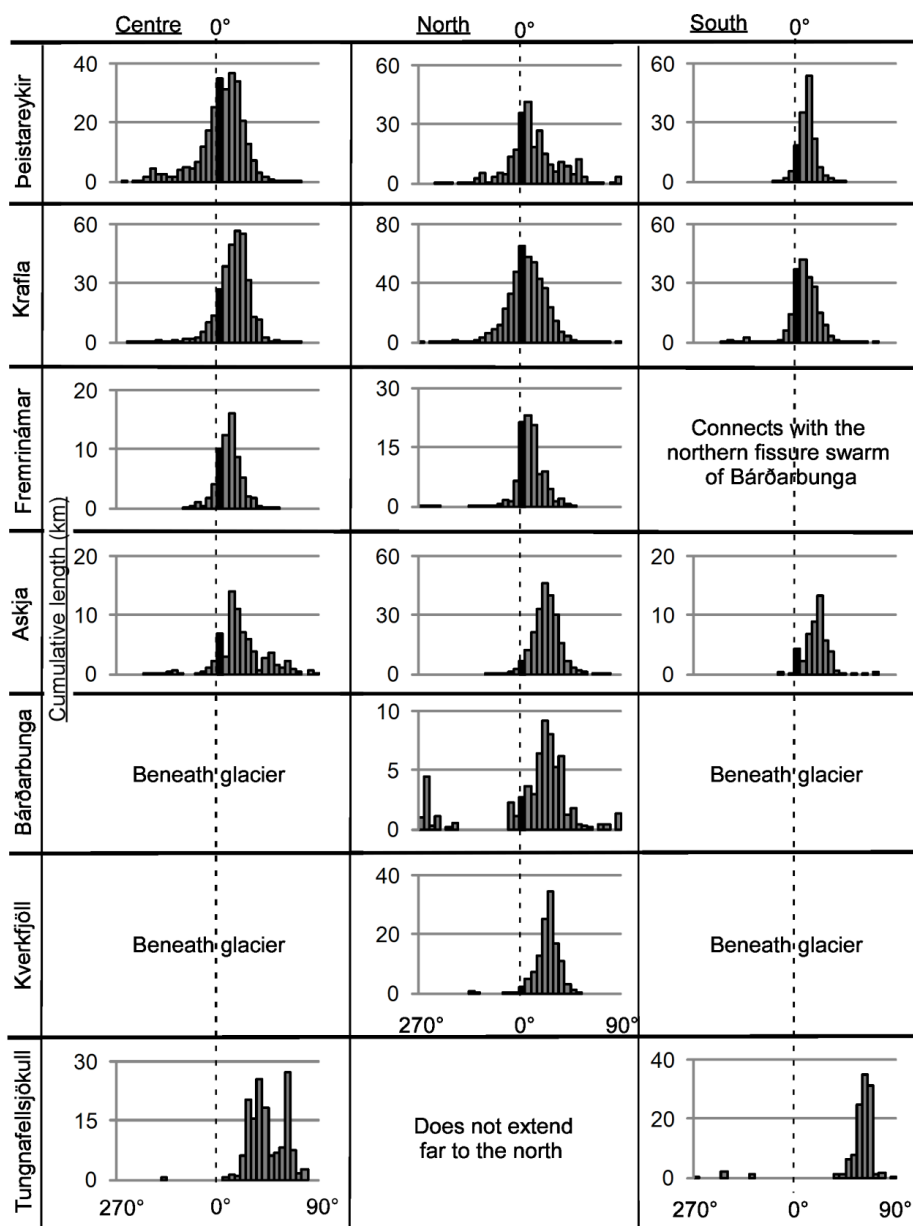 Centre 0° North 0° South 0°
Þeistareykir
40
20
0
60
30
0
60
30
0
Krafla
60
30
0
80
40
0
60
30
0
Fremrinámar
20
10
0
30
15
0
Connects with the
northern fissure swarm
of Bárðarbunga
Cumulative length (km)
Askja
20
10
0
60
30
0
20
10
0
Bárðarbunga
Beneath glacier
10
5
0
Beneath glacier
Kverkfjöll
Beneath glacier
40
20
0
270° 0° 90°
Beneath glacier
Tungnafellsjökull
30
15
0
270° 0° 90°
Does not extend
far to the north
40
20
0
270° 0° 90°